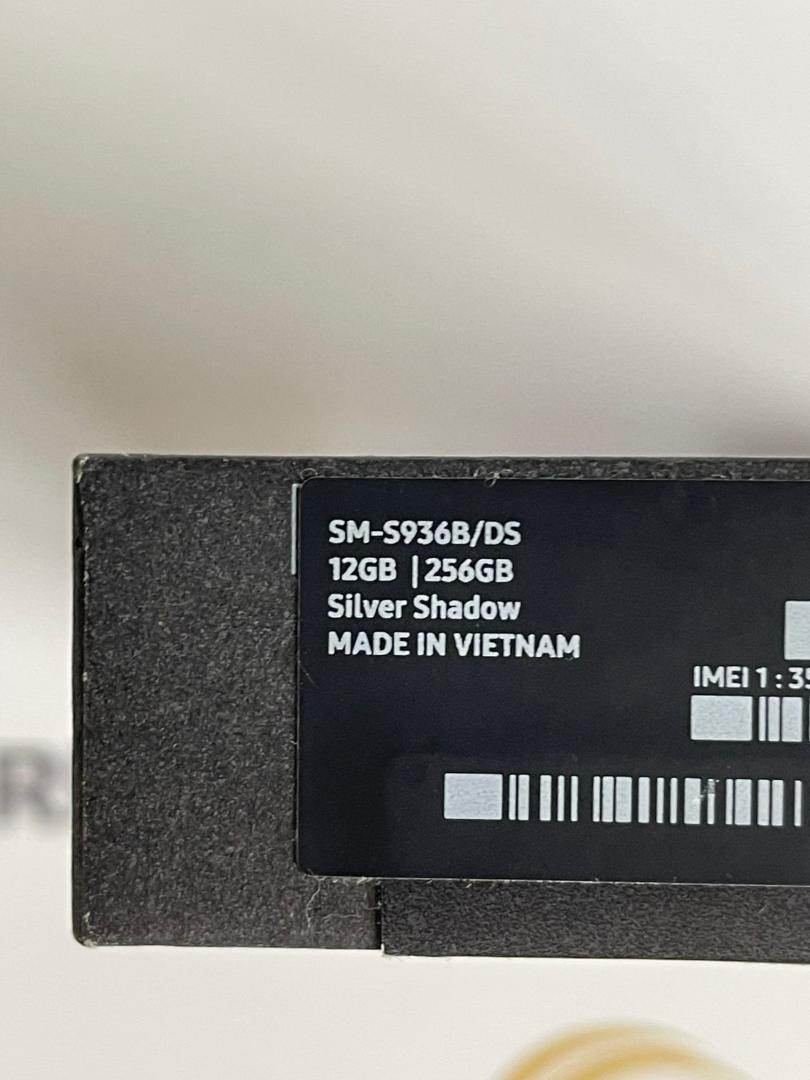 SM-S936B/DS
12GB | 256GB
Silver Shadow
MADE IN VIETNAM
IMEI 1 : 35